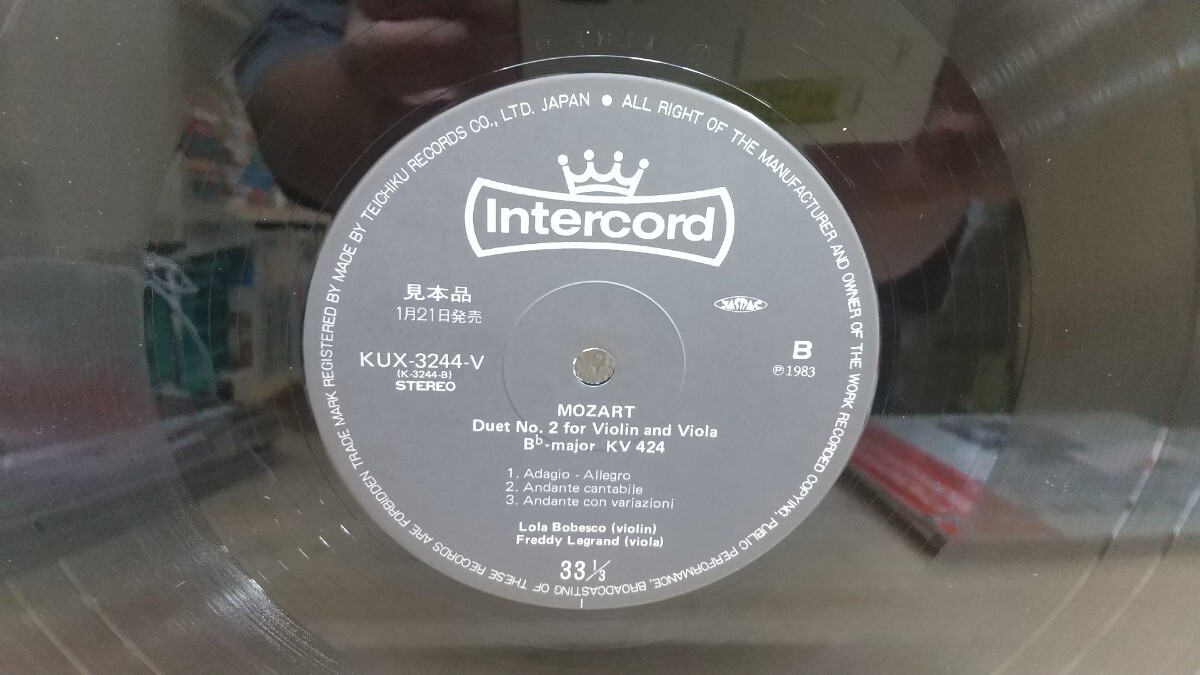 MADE BY TEICHIKU RECORDS CO., LTD. JAPAN ● ALL RIGHT OF THE MANUFACTURER AND OWNER OF THE WORK RECORDED COPYING, PUBLIC PERFORMANCE, BROADCASTING OF THESE RECORDS ARE FORBIDDEN TRADE MARK REGISTERED BY
Intercord
見本品
1月21日発売
JASRAC
KUX-3244-V
(K-3244-B)
STEREO
B
℗1983
MOZART
Duet No. 2 for Violin and Viola
B♭-major KV 424
1. Adagio - Allegro
2. Andante cantabile
3. Andante con variazioni
Lola Bobesco (violin)
Freddy Legrand (viola)
33 1/3